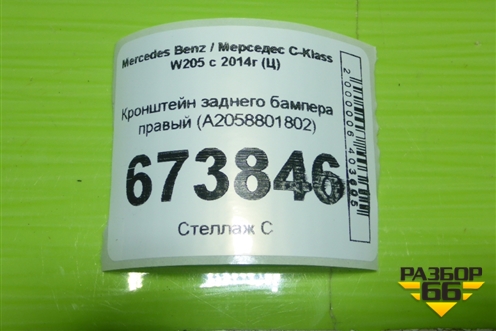 Mercedes Benz / Мерседес C-Klass
W205 с 2014г (Ц)
Кронштейн заднего бампера
правый (A2058801802)
673846
Стеллаж С
РАЗБОР
66